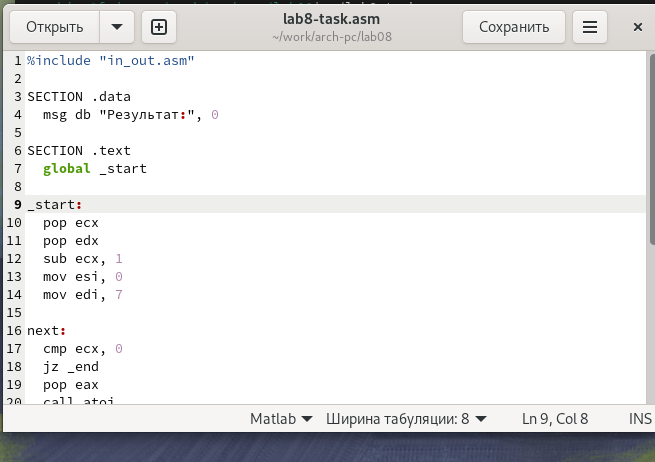 Открыть
lab8-task.asm
~/work/arch-pc/lab08
Сохранить
1 %include "in_out.asm"
2
3 SECTION .data
4 msg db "Результат:", 0
5
6 SECTION .text
7 global _start
8
9 _start:
10 pop ecx
11 pop edx
12 sub ecx, 1
13 mov esi, 0
14 mov edi, 7
15
16 next:
17 cmp ecx, 0
18 jz _end
19 pop eax
20 call atoi
Matlab Ширина табуляции: 8 Ln 9, Col 8 INS